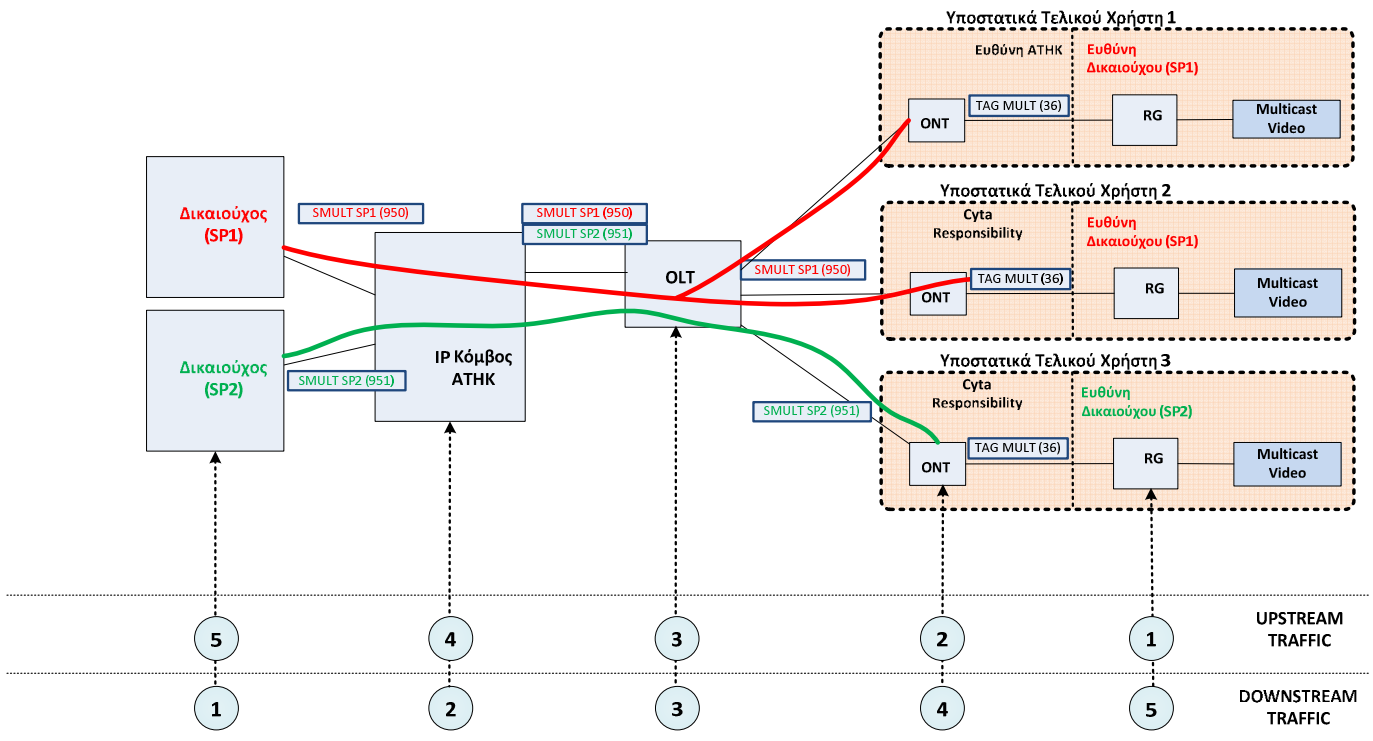 Υποστατικά Τελικού Χρήστη 1
Ευθύνη ΑΤΗΚ
Ευθύνη
Δικαιούχου (SP1)
ONT
TAG MULT (36)
RG
Multicast
Video
Υποστατικά Τελικού Χρήστη 2
Cyta
Responsibility
Ευθύνη
Δικαιούχου (SP1)
ONT
TAG MULT (36)
RG
Multicast
Video
Υποστατικά Τελικού Χρήστη 3
Cyta
Responsibility
Ευθύνη
Δικαιούχου (SP2)
ONT
TAG MULT (36)
RG
Multicast
Video
Δικαιούχος
(SP1)
SMULT SP1 (950)
SMULT SP1 (950)
SMULT SP2 (951)
OLT
SMULT SP1 (950)
Δικαιούχος
(SP2)
SMULT SP2 (951)
IP Κόμβος
ΑΤΗΚ
SMULT SP2 (951)
5
4
3
2
1
UPSTREAM
TRAFFIC
1
2
3
4
5
DOWNSTREAM
TRAFFIC